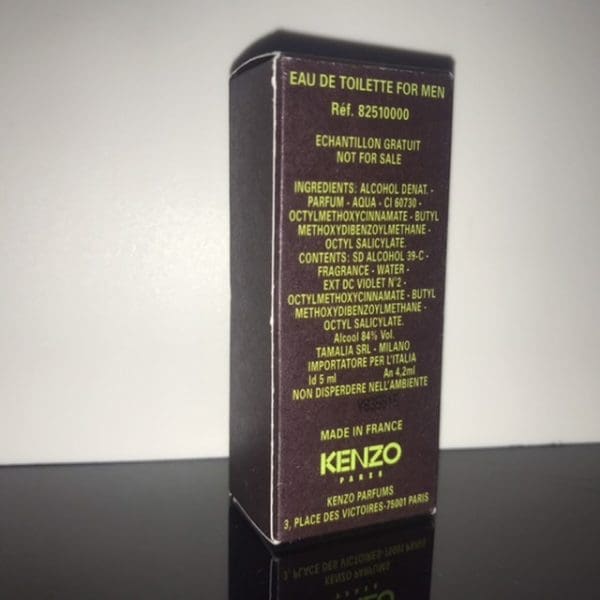 EAU DE TOILETTE FOR MEN
Réf. 82510000
ECHANTILLON GRATUIT
NOT FOR SALE
INGREDIENTS: ALCOHOL DENAT. -
PARFUM - AQUA - CI 60730 -
OCTYLMETHOXYCINNAMATE - BUTYL
METHOXYDIBENZOYLMETHANE -
OCTYL SALICYLATE.
CONTENTS: SD ALCOHOL 39-C -
FRAGRANCE - WATER -
EXT DC VIOLET N°2 -
OCTYLMETHOXYCINNAMATE - BUTYL
METHOXYDIBENZOYLMETHANE -
OCTYL SALICYLATE.
Alcool 84% Vol.
TAMALIA SRL - MILANO
IMPORTATORE PER L'ITALIA
Id 5 ml An 4,2ml
NON DISPERDERE NELL'AMBIENTE
MADE IN FRANCE
KENZO
PARIS
KENZO PARFUMS
3, PLACE DES VICTOIRES-75001 PARIS